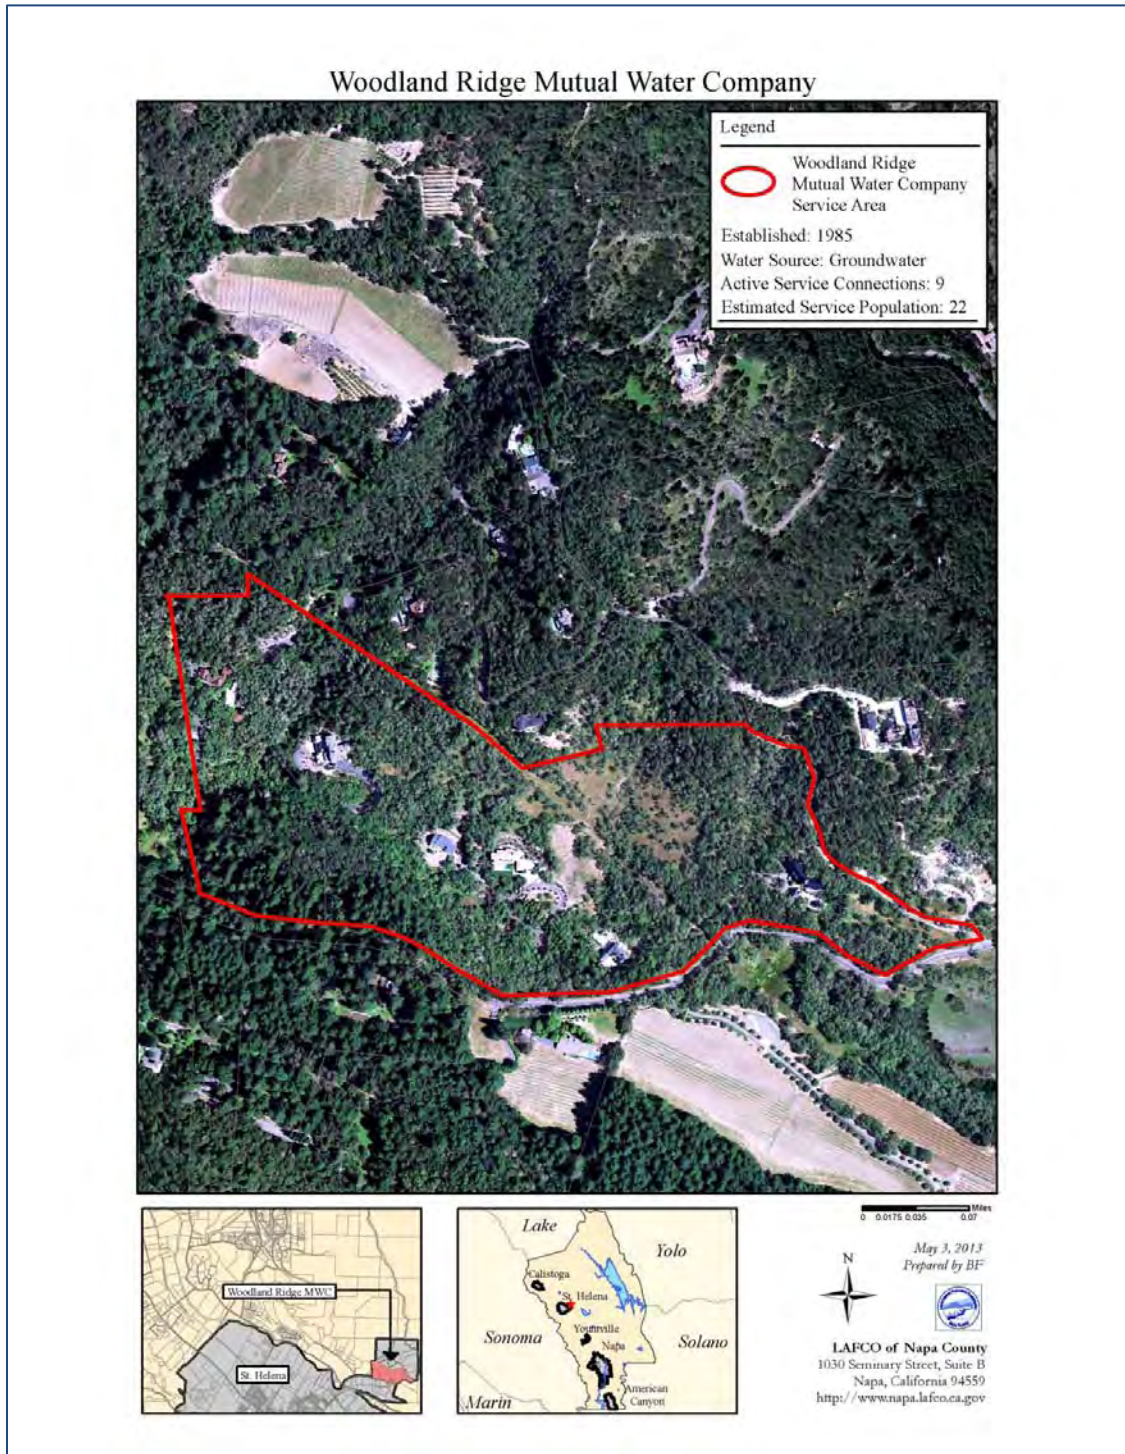 Woodland Ridge Mutual Water Company
Legend
Woodland Ridge
Mutual Water Company
Service Area
Established: 1985
Water Source: Groundwater
Active Service Connections: 9
Estimated Service Population: 22
Woodland Ridge MWC
St. Helena
Lake
Yolo
Calistoga
St. Helena
Sonoma
Yountville
Solano
Napa
American
Canyon
Marin
Miles
0 0.0175 0.035 0.07
N
May 3, 2013
Prepared by BF
LAFCO of Napa County
1030 Seminary Street, Suite B
Napa, California 94559
http://www.napa.lafco.ca.gov